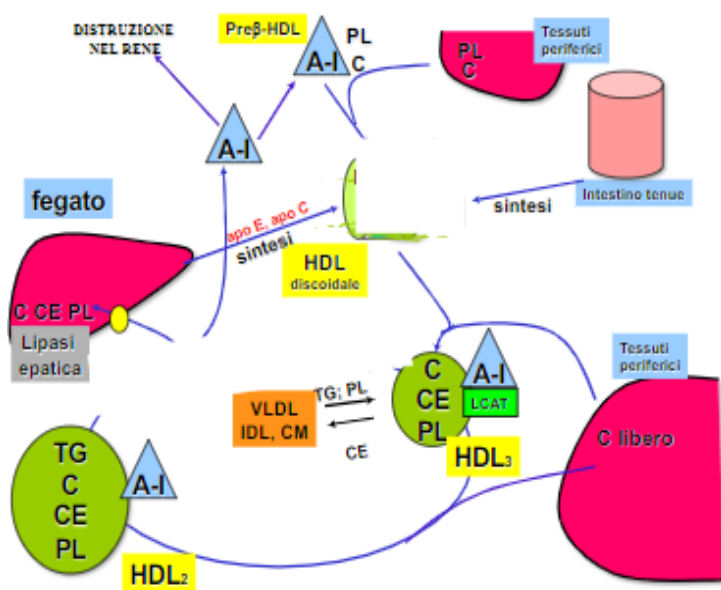 DISTRUZIONE
NEL RENE
Preβ-HDL
A-I
PL
C
PL
C
Tessuti
periferici
A-I
Intestino tenue
sintesi
fegato
apo E, apo C
sintesi
HDL
discoidale
C CE PL
Lipasi
epatica
VLDL
IDL, CM
TG; PL
CE
C
CE
PL
A-I
LCAT
HDL₃
Tessuti
periferici
C libero
TG
C
CE
PL
A-I
HDL₂